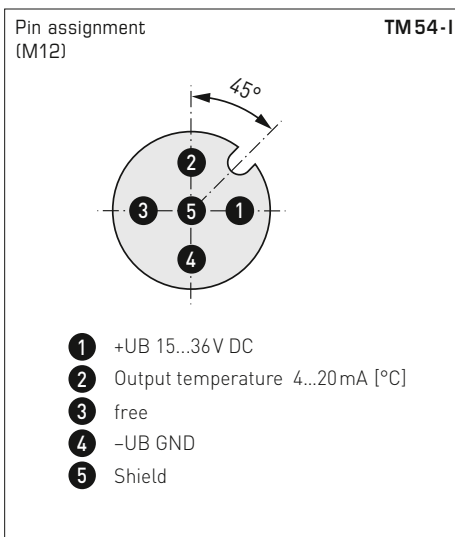 Pin assignment TM54-I
(M12)
45°
2
3 5 1
4
1 +UB 15...36V DC
2 Output temperature 4...20mA [°C]
3 free
4 –UB GND
5 Shield